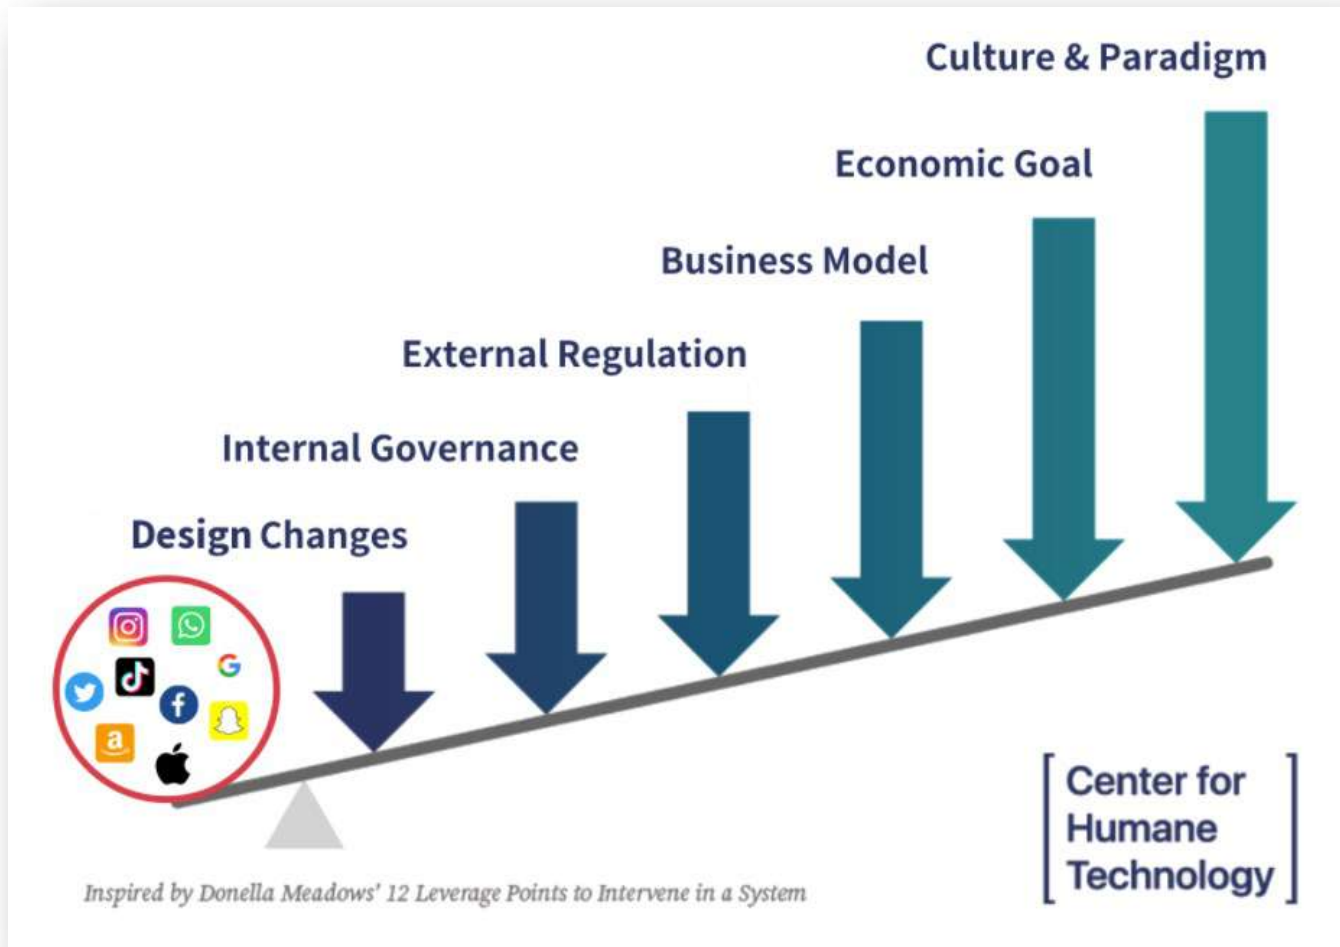 Culture & Paradigm
Economic Goal
Business Model
External Regulation
Internal Governance
Design Changes
Center for
Humane
Technology
Inspired by Donella Meadows' 12 Leverage Points to Intervene in a System